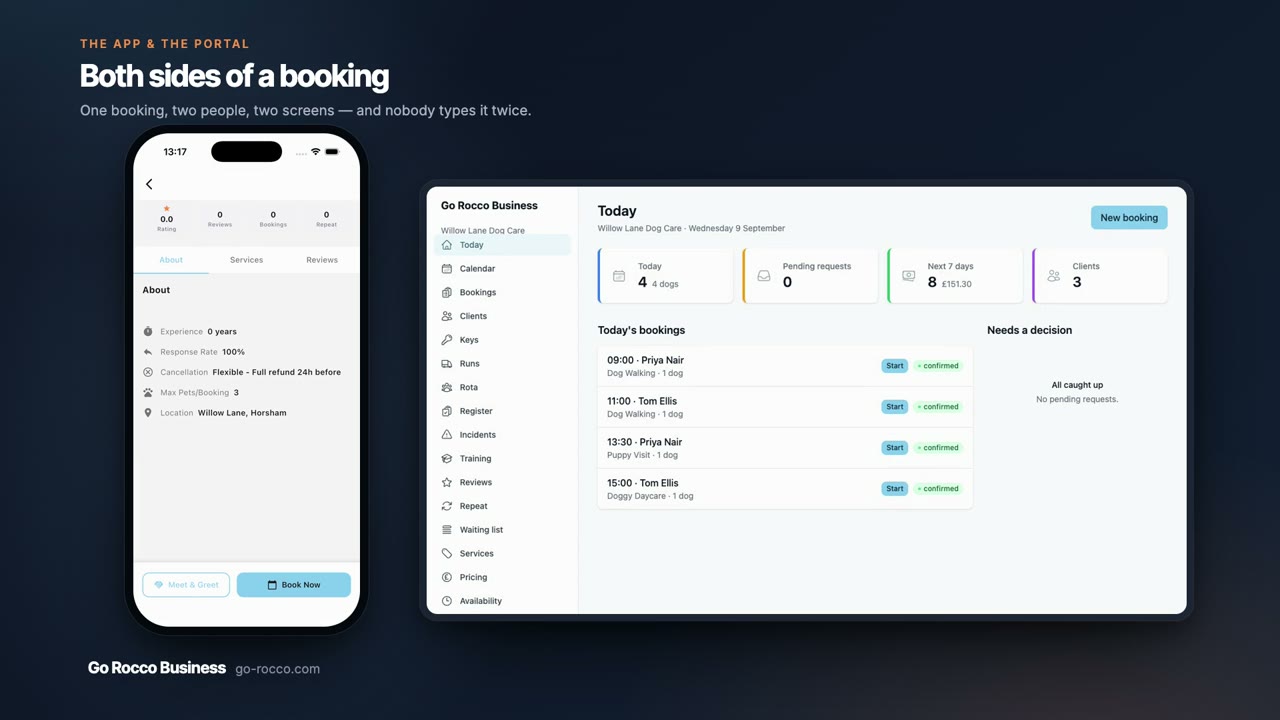 THE APP & THE PORTAL
Both sides of a booking
One booking, two people, two screens — and nobody types it twice.
13:17
0.0
Rating
0
Reviews
0
Bookings
0
Repeat
About
Services
Reviews
About
Experience 0 years
Response Rate 100%
Cancellation Flexible - Full refund 24h before
Max Pets/Booking 3
Location Willow Lane, Horsham
Meet & Greet
Book Now
Go Rocco Business
Willow Lane Dog Care
Today
Calendar
Bookings
Clients
Keys
Runs
Rota
Register
Incidents
Training
Reviews
Repeat
Waiting list
Services
Pricing
Availability
Today
Willow Lane Dog Care · Wednesday 9 September
New booking
Today
4 4 dogs
Pending requests
0
Next 7 days
8 £151.30
Clients
3
Today's bookings
09:00 · Priya Nair
Dog Walking · 1 dog
Start confirmed
11:00 · Tom Ellis
Dog Walking · 1 dog
Start confirmed
13:30 · Priya Nair
Puppy Visit · 1 dog
Start confirmed
15:00 · Tom Ellis
Doggy Daycare · 1 dog
Start confirmed
Needs a decision
All caught up
No pending requests.
Go Rocco Business go-rocco.com